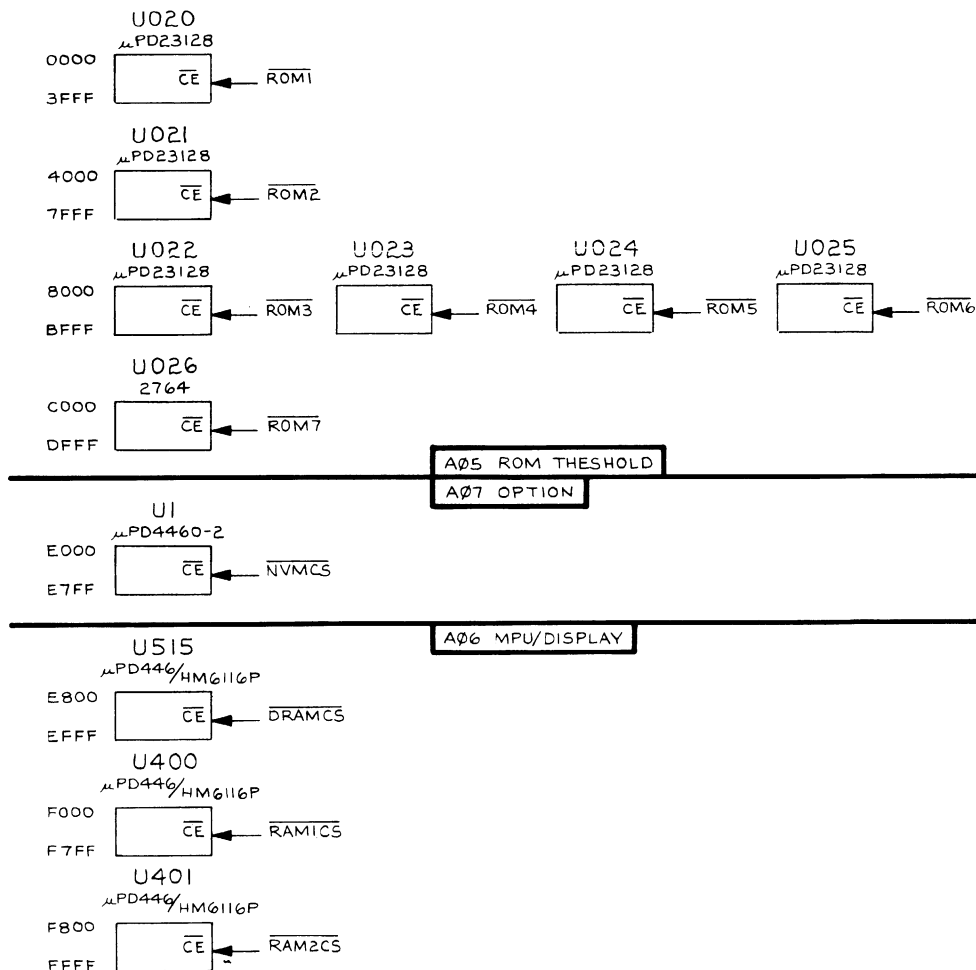 U020
μPD23128
0000
CE ROM1
3FFF
U021
μPD23128
4000
CE ROM2
7FFF
U022 U023 U024 U025
μPD23128 μPD23128 μPD23128 μPD23128
8000
CE ROM3 CE ROM4 CE ROM5 CE ROM6
BFFF
U026
2764
C000
CE ROM7
DFFF
AØ5 ROM THESHOLD
AØ7 OPTION
U1
μPD4460-2
E000
CE NVMCS
E7FF
AØ6 MPU/DISPLAY
U515
μPD446/HM6116P
E800
CE DRAMCS
EFFF
U400
μPD446/HM6116P
F000
CE RAM1CS
F7FF
U401
μPD446/HM6116P
F800
CE RAM2CS
FFFF